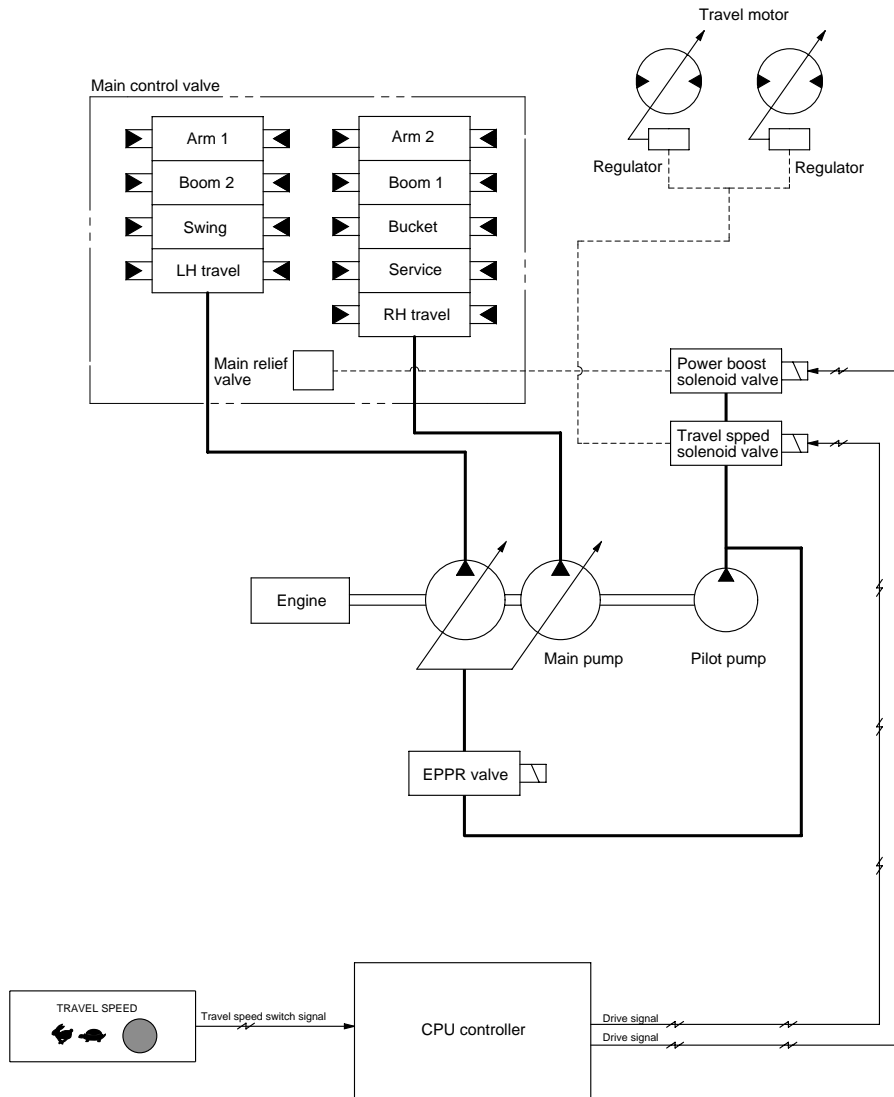 Travel motor
Main control valve
Arm 1
Arm 2
Regulator
Regulator
Boom 2
Boom 1
Swing
Bucket
LH travel
Service
RH travel
Main relief
valve
Power boost
solenoid valve
Travel spped
solenoid valve
Engine
Main pump
Pilot pump
EPPR valve
TRAVEL SPEED
Travel speed switch signal
CPU controller
Drive signal
Drive signal